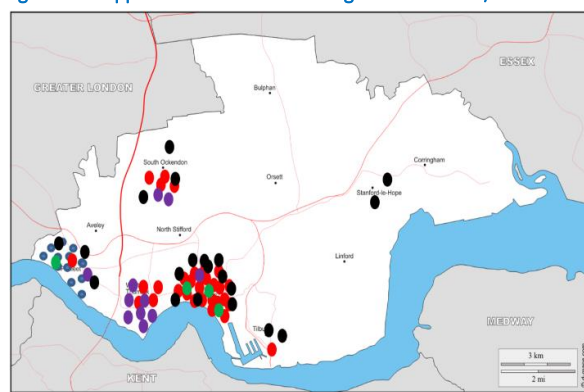 GREATER LONDON
ESSEX
Bulphan
South Ockendon
Corringham
Orsett
Stanford-le-Hope
Aveley
North Stifford
Linford
MEDWAY
KENT
3 km
2 mi